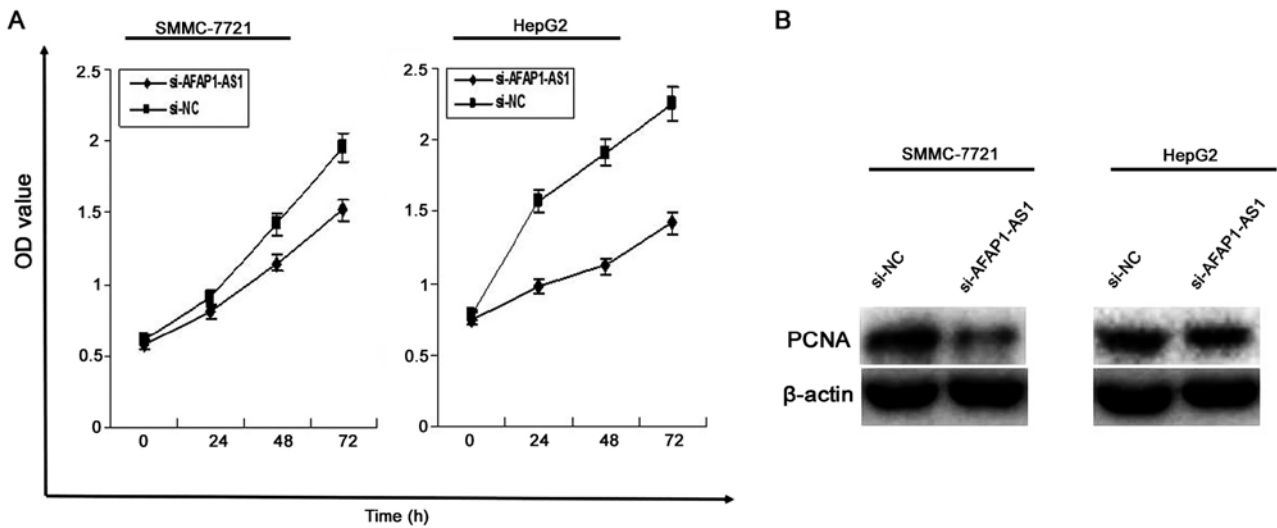 A
SMMC-7721
HepG2
OD value
2.5
2
1.5
1
0.5
0
si-AFAP1-AS1
si-NC
0 24 48 72
2.5
2
1.5
1
0.5
0
si-AFAP1-AS1
si-NC
0 24 48 72
Time (h)
B
SMMC-7721
HepG2
si-NC
si-AFAP1-AS1
si-NC
si-AFAP1-AS1
PCNA
β-actin